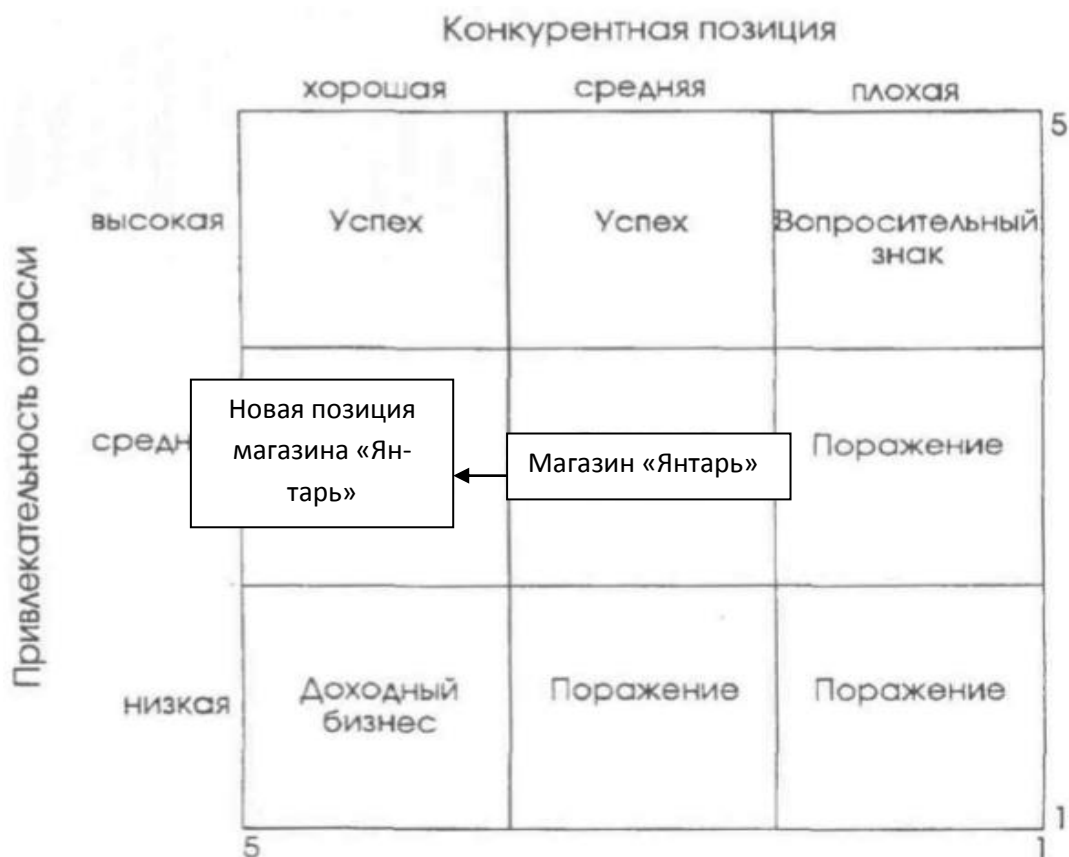 Конкурентная позиция
хорошая средняя плохая
5
высокая
Успех
Успех
Вопросительный
знак
Привлекательность отрасли
средн
Новая позиция
магазина «Ян-
тарь»
Магазин «Янтарь»
Поражение
низкая
Доходный
бизнес
Поражение
Поражение
1
5 1